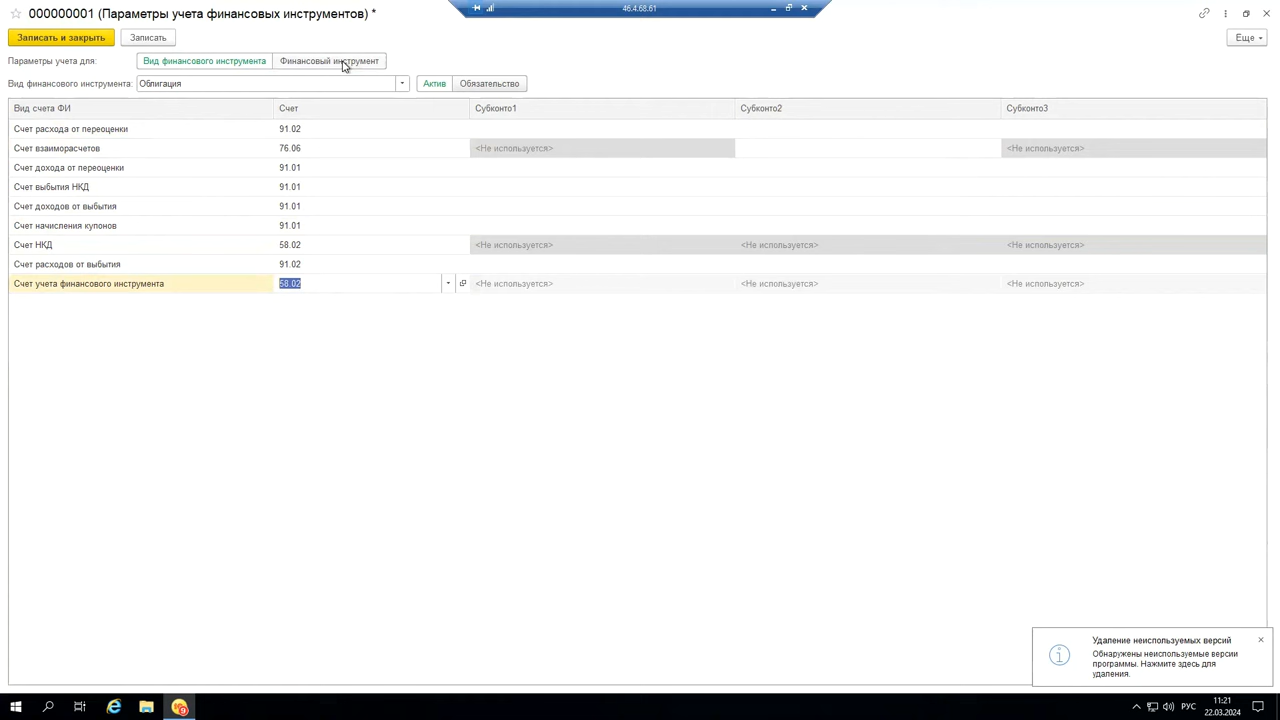 46.4.68.61
000000001 (Параметры учета финансовых инструментов) *
Записать и закрыть Записать Еще
Параметры учета для: Вид финансового инструмента Финансовый инструмент
Вид финансового инструмента: Облигация Актив Обязательство
Вид счета ФИ Счет Субконто1 Субконто2 Субконто3
Счет расхода от переоценки 91.02
Счет взаиморасчетов 76.06 <Не используется> <Не используется>
Счет дохода от переоценки 91.01
Счет выбытия НКД 91.01
Счет доходов от выбытия 91.01
Счет начисления купонов 91.01
Счет НКД 58.02 <Не используется> <Не используется> <Не используется>
Счет расходов от выбытия 91.02
Счет учета финансового инструмента 58.02 <Не используется> <Не используется> <Не используется>
Удаление неиспользуемых версий
Обнаружены неиспользуемые версии
программы. Нажмите здесь для
удаления.
РУС
11:21
22.03.2024